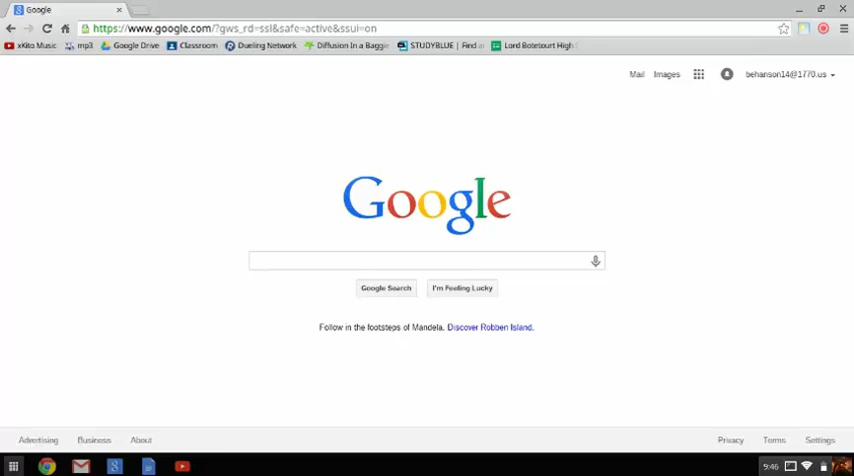 Google
https://www.google.com/?gws_rd=ssl&safe=active&ssui=on
xKito Music mp3 Google Drive Classroom Dueling Network Diffusion In a Baggie STUDYBLUE | Find a Lord Botetourt High
Mail Images behanson14@1770.us
Google
Google Search I'm Feeling Lucky
Follow in the footsteps of Mandela. Discover Robben Island.
Advertising Business About Privacy Terms Settings
9:46